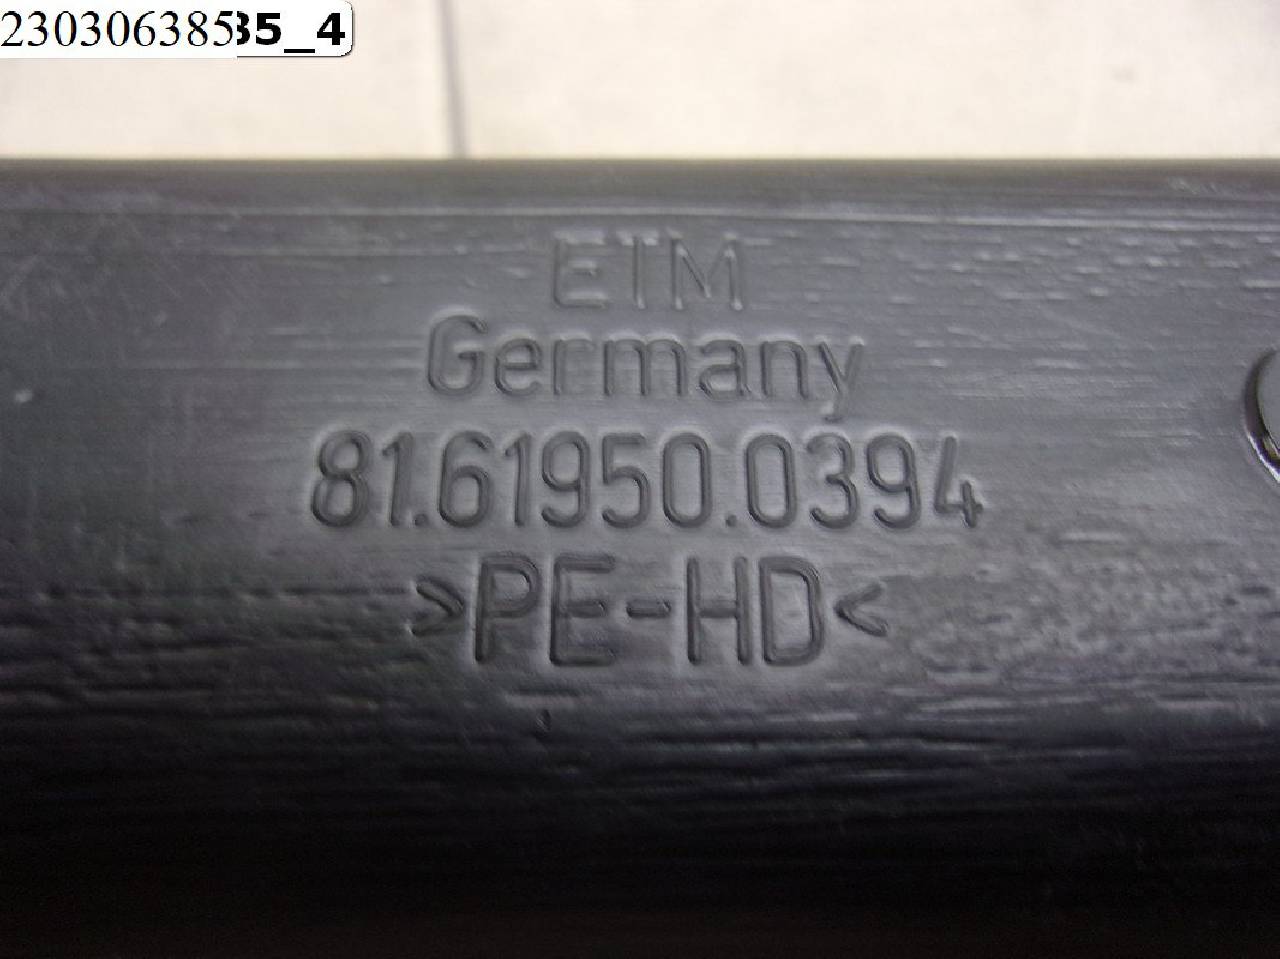 23030638535_4
ETM
Germany
81.61950.0394
>PE-HD<